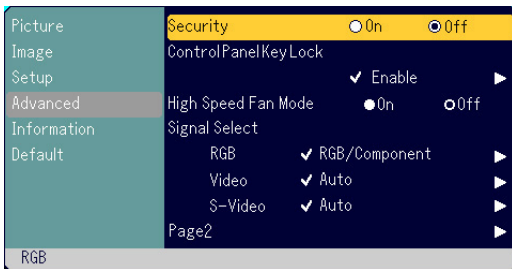 Picture
Image
Setup
Advanced
Information
Default
Security On Off
ControlPanelKeyLock
Enable
High Speed Fan Mode On Off
Signal Select
RGB RGB/Component
Video Auto
S-Video Auto
Page2
RGB